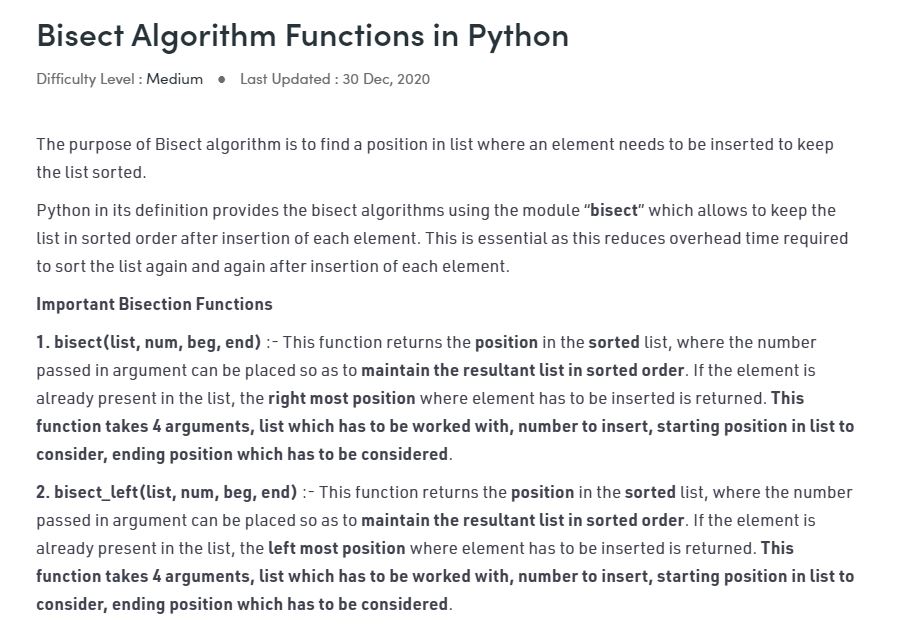 Bisect Algorithm Functions in Python
Difficulty Level : Medium ● Last Updated : 30 Dec, 2020
The purpose of Bisect algorithm is to find a position in list where an element needs to be inserted to keep
the list sorted.
Python in its definition provides the bisect algorithms using the module “bisect” which allows to keep the
list in sorted order after insertion of each element. This is essential as this reduces overhead time required
to sort the list again and again after insertion of each element.
Important Bisection Functions
1. bisect(list, num, beg, end) :- This function returns the position in the sorted list, where the number
passed in argument can be placed so as to maintain the resultant list in sorted order. If the element is
already present in the list, the right most position where element has to be inserted is returned. This
function takes 4 arguments, list which has to be worked with, number to insert, starting position in list to
consider, ending position which has to be considered.
2. bisect_left(list, num, beg, end) :- This function returns the position in the sorted list, where the number
passed in argument can be placed so as to maintain the resultant list in sorted order. If the element is
already present in the list, the left most position where element has to be inserted is returned. This
function takes 4 arguments, list which has to be worked with, number to insert, starting position in list to
consider, ending position which has to be considered.